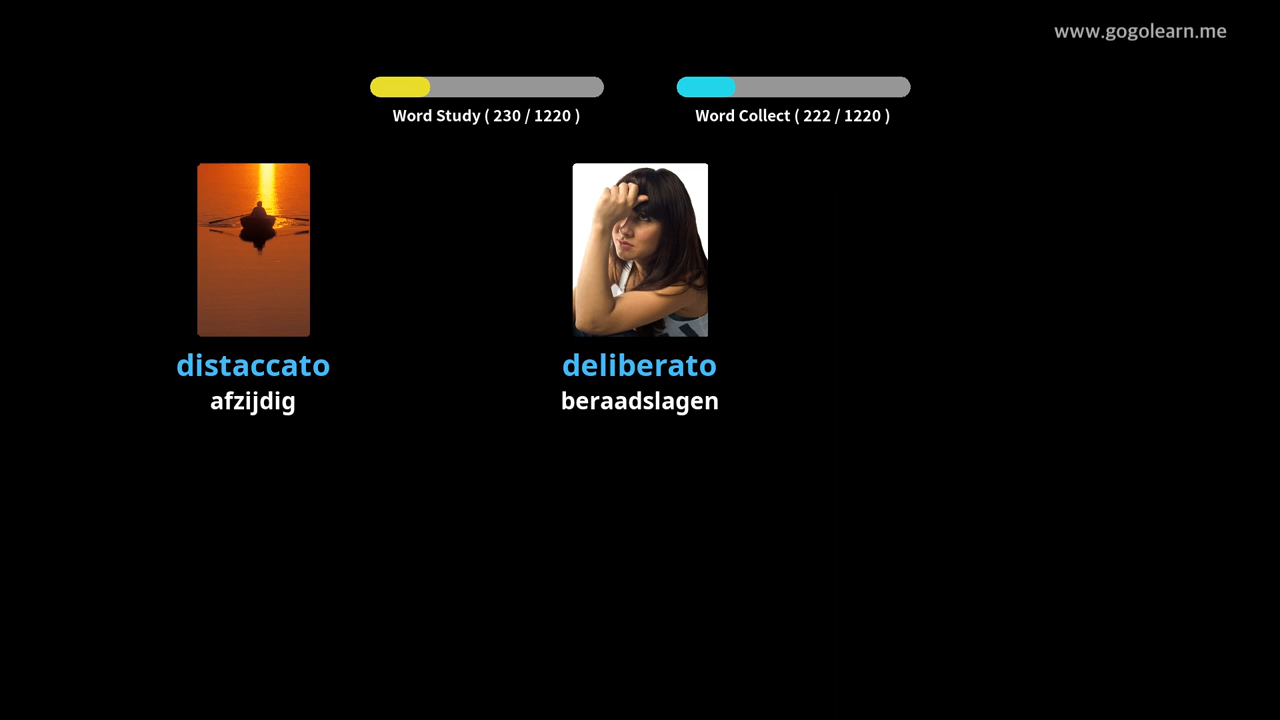 www.gogolearn.me
Word Study ( 230 / 1220 )
Word Collect ( 222 / 1220 )
distaccato
deliberato
afzijdig
beraadslagen